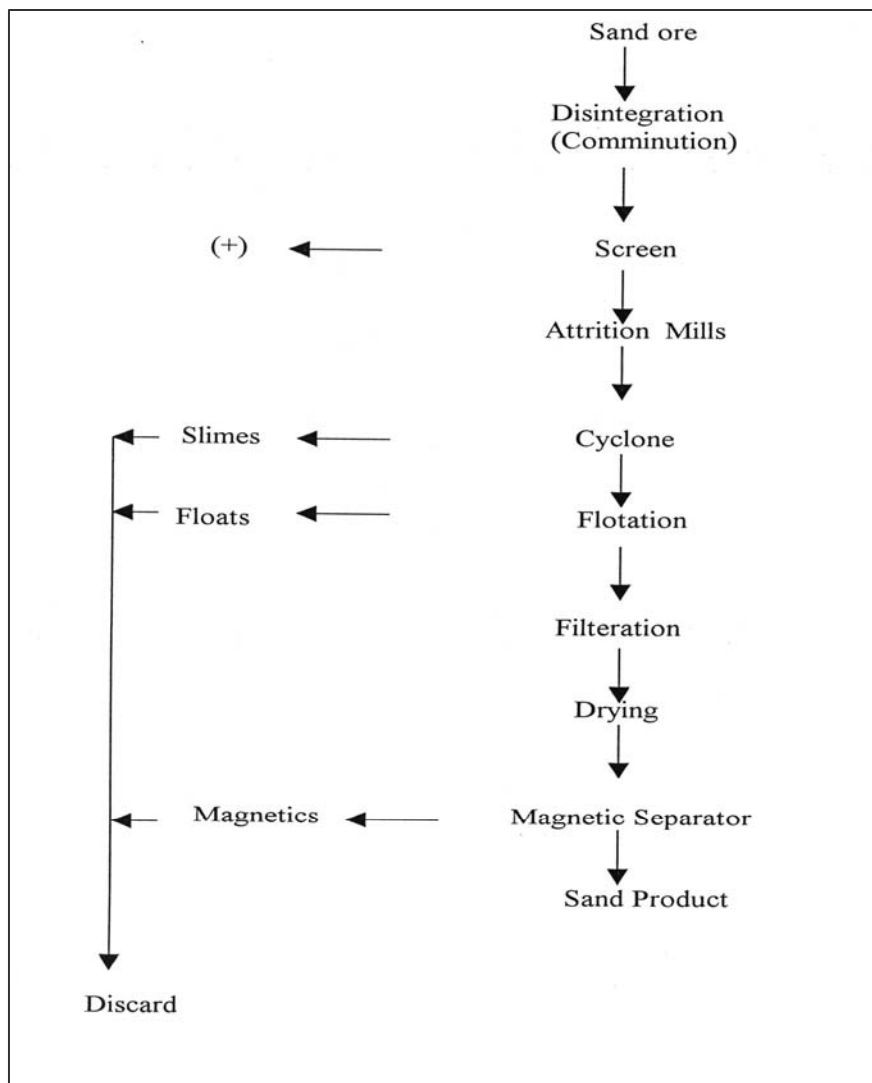 Sand ore
Disintegration
(Comminution)
(+)
Screen
Attrition Mills
Slimes
Cyclone
Floats
Flotation
Filteration
Drying
Magnetics
Magnetic Separator
Sand Product
Discard